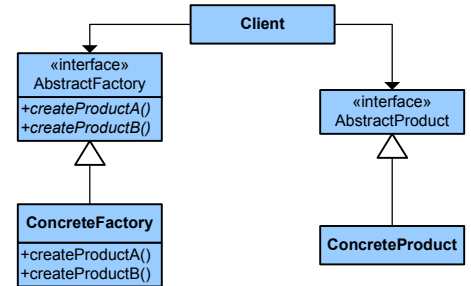 Client
«interface»
AbstractFactory
+createProductA()
+createProductB()
«interface»
AbstractProduct
ConcreteFactory
+createProductA()
+createProductB()
ConcreteProduct